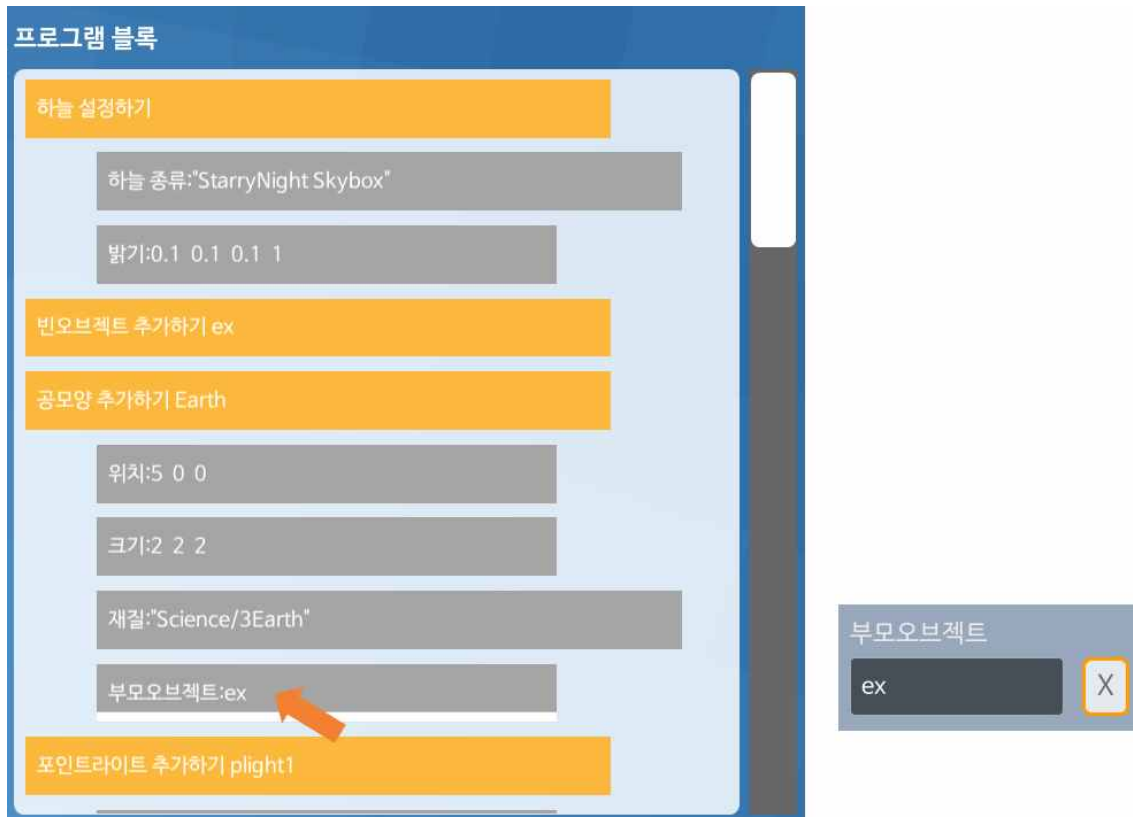 프로그램 블록
하늘 설정하기
하늘 종류:"StarryNight Skybox"
밝기:0.1 0.1 0.1 1
빈오브젝트 추가하기 ex
공모양 추가하기 Earth
위치:5 0 0
크기:2 2 2
재질:"Science/3Earth"
부모오브젝트:ex
포인트라이트 추가하기 plight1
부모오브젝트
ex X